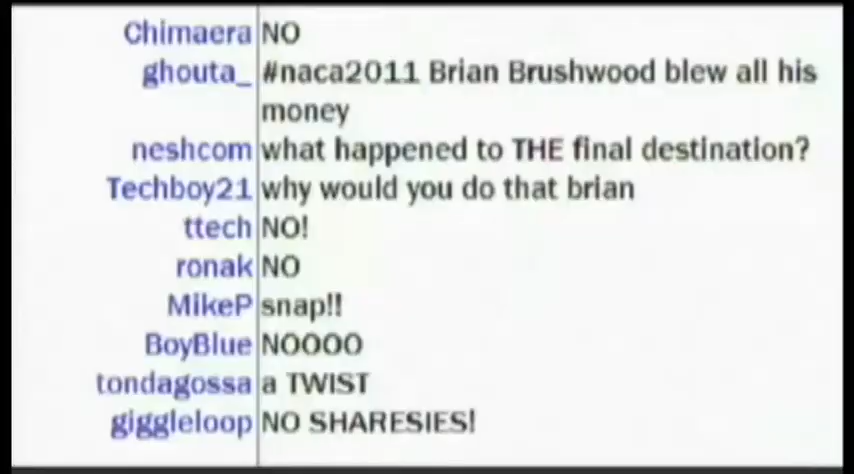 Chimaera NO
ghouta_ #naca2011 Brian Brushwood blew all his
money
neshcom what happened to THE final destination?
Techboy21 why would you do that brian
ttech NO!
ronak NO
MikeP snap!!
BoyBlue NOOOO
tondagossa a TWIST
giggleloop NO SHARESIES!